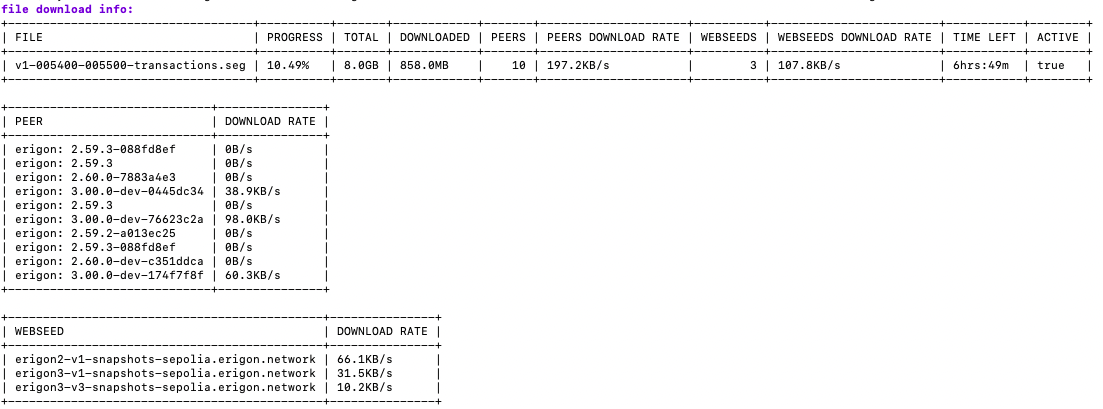 file download info:
| FILE | PROGRESS | TOTAL | DOWNLOADED | PEERS | PEERS DOWNLOAD RATE | WEBSEEDS | WEBSEEDS DOWNLOAD RATE | TIME LEFT | ACTIVE |
| v1-005400-005500-transactions.seg | 10.49% | 8.0GB | 858.0MB | 10 | 197.2KB/s | 3 | 107.8KB/s | 6hrs:49m | true |
| PEER | DOWNLOAD RATE |
| erigon: 2.59.3-088fd8ef | 0B/s |
| erigon: 2.59.3 | 0B/s |
| erigon: 2.60.0-7883a4e3 | 0B/s |
| erigon: 3.00.0-dev-0445dc34 | 38.9KB/s |
| erigon: 2.59.3 | 0B/s |
| erigon: 3.00.0-dev-76623c2a | 98.0KB/s |
| erigon: 2.59.2-a013ec25 | 0B/s |
| erigon: 2.59.3-088fd8ef | 0B/s |
| erigon: 2.60.0-dev-c351ddca | 0B/s |
| erigon: 3.00.0-dev-174f7f8f | 60.3KB/s |
| WEBSEED | DOWNLOAD RATE |
| erigon2-v1-snapshots-sepolia.erigon.network | 66.1KB/s |
| erigon3-v1-snapshots-sepolia.erigon.network | 31.5KB/s |
| erigon3-v3-snapshots-sepolia.erigon.network | 10.2KB/s |